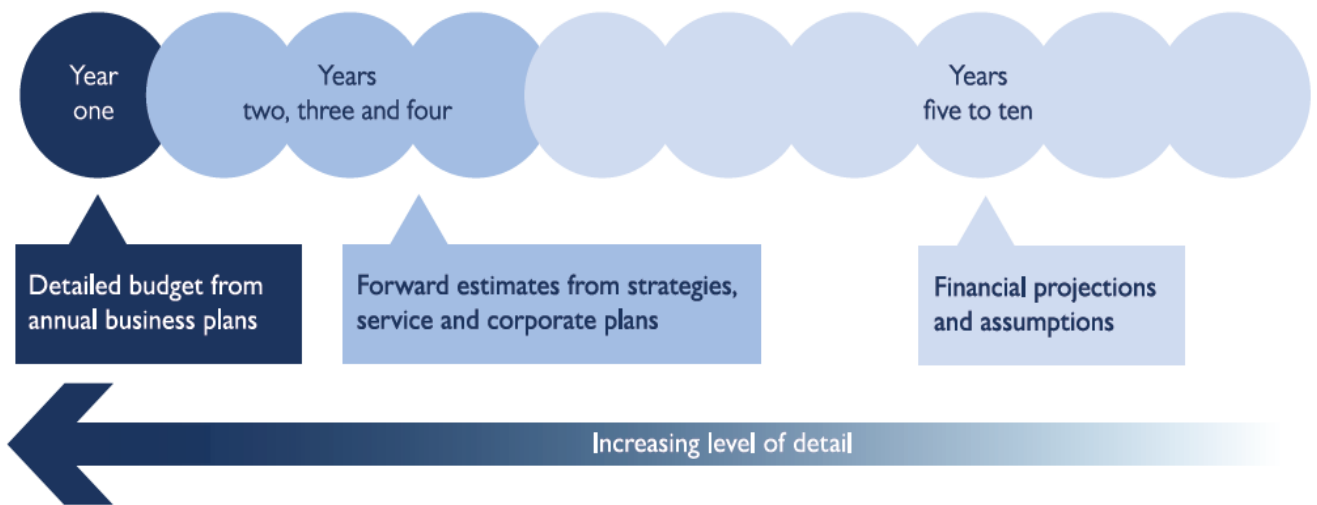 Year
one
Years
two, three and four
Years
five to ten
Detailed budget from
annual business plans
Forward estimates from strategies,
service and corporate plans
Financial projections
and assumptions
Increasing level of detail